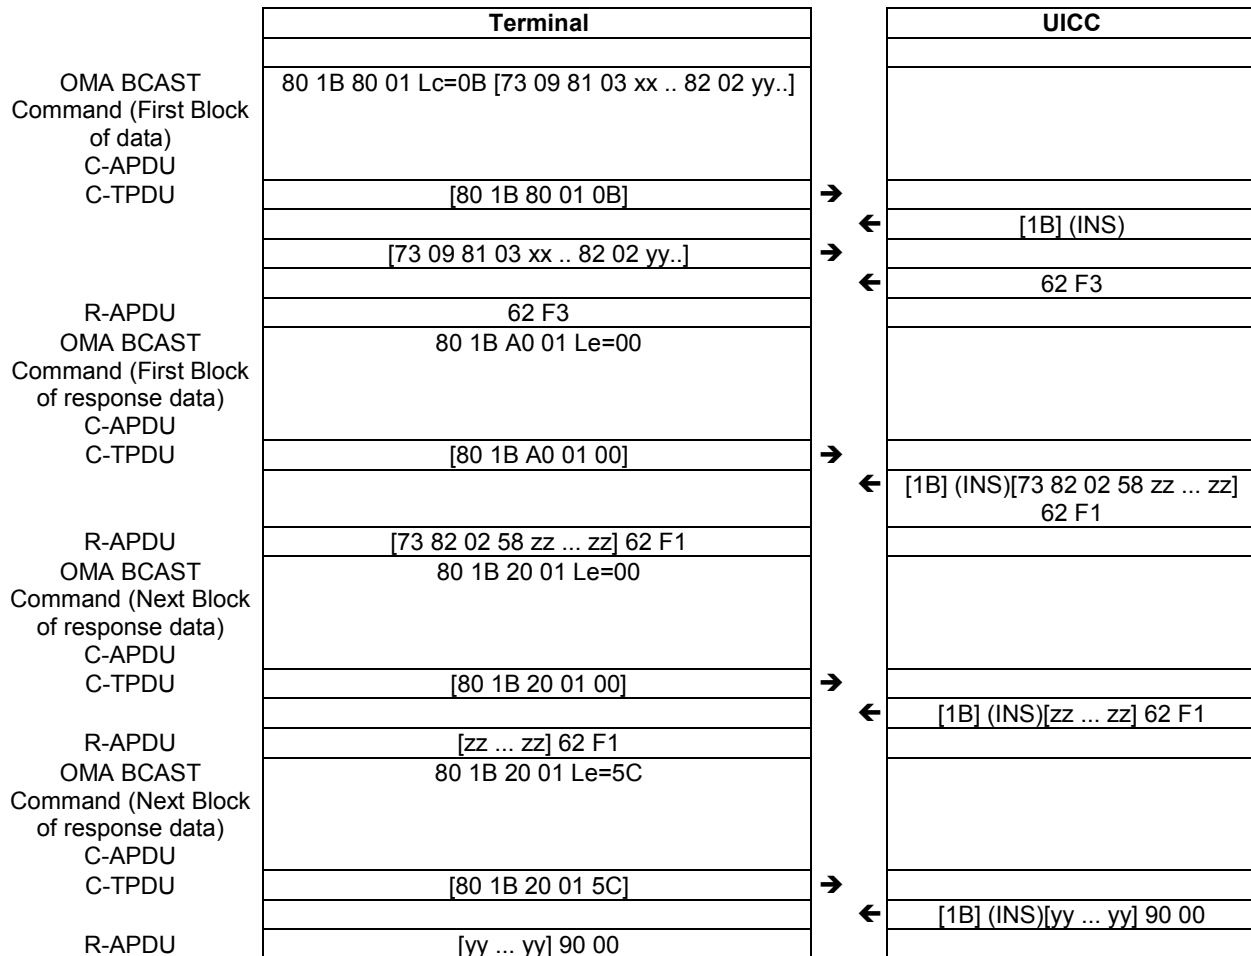 Terminal
UICC
OMA BCAST
Command (First Block
of data)
C-APDU
80 1B 80 01 Lc=0B [73 09 81 03 xx .. 82 02 yy..]
C-TPDU
[80 1B 80 01 0B]
➔
🡸
[1B] (INS)
[73 09 81 03 xx .. 82 02 yy..]
➔
🡸
62 F3
R-APDU
62 F3
OMA BCAST
Command (First Block
of response data)
C-APDU
80 1B A0 01 Le=00
C-TPDU
[80 1B A0 01 00]
➔
🡸
[1B] (INS)[73 82 02 58 zz ... zz]
62 F1
R-APDU
[73 82 02 58 zz ... zz] 62 F1
OMA BCAST
Command (Next Block
of response data)
C-APDU
80 1B 20 01 Le=00
C-TPDU
[80 1B 20 01 00]
➔
🡸
[1B] (INS)[zz ... zz] 62 F1
R-APDU
[zz ... zz] 62 F1
OMA BCAST
Command (Next Block
of response data)
C-APDU
80 1B 20 01 Le=5C
C-TPDU
[80 1B 20 01 5C]
➔
🡸
[1B] (INS)[yy ... yy] 90 00
R-APDU
[yy ... yy] 90 00